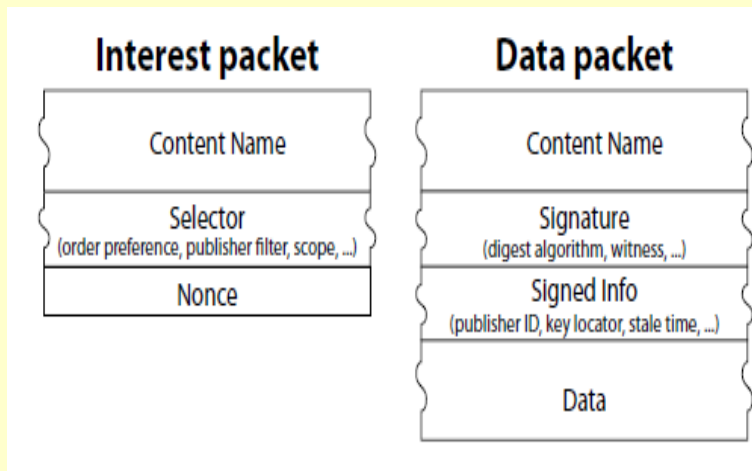 Interest packet
Content Name
Selector
(order preference, publisher filter, scope, ...)
Nonce
Data packet
Content Name
Signature
(digest algorithm, witness, ...)
Signed Info
(publisher ID, key locator, stale time, ...)
Data